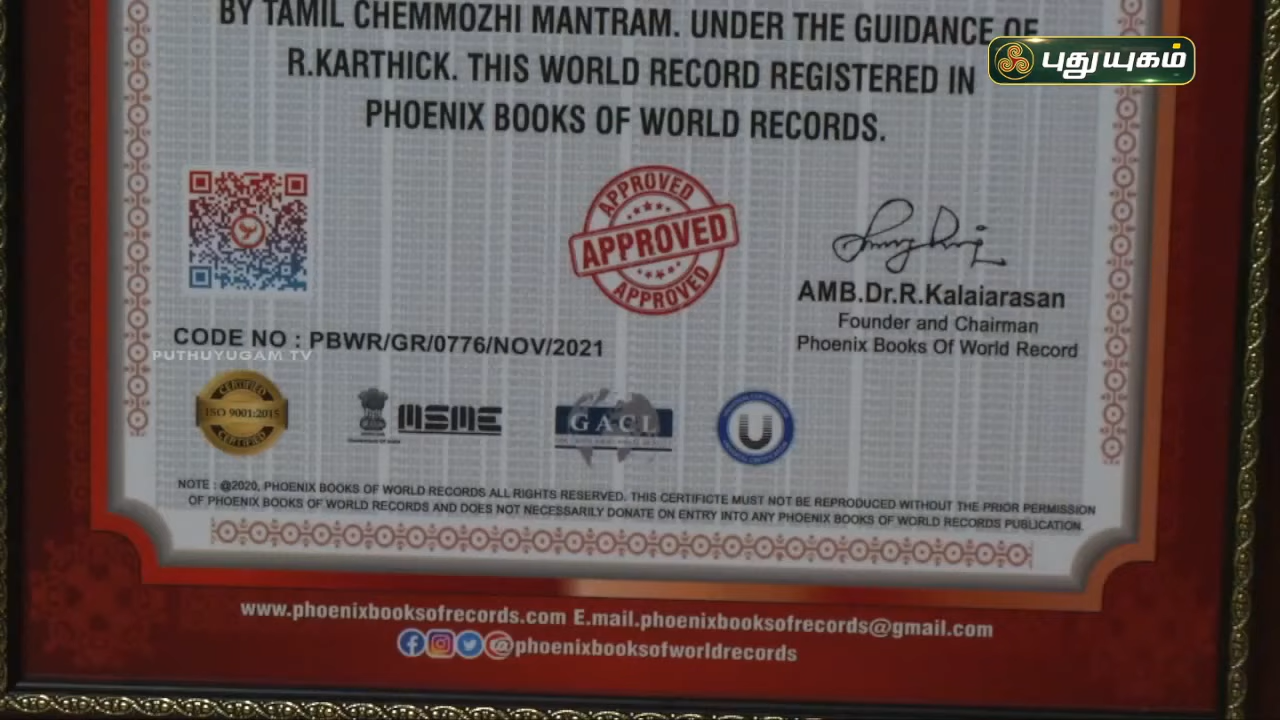 BY TAMIL CHEMMOZHI MANTRAM. UNDER THE GUIDANCE OF
R.KARTHICK. THIS WORLD RECORD REGISTERED IN
PHOENIX BOOKS OF WORLD RECORDS.
புதுயுகம்
APPROVED
APPROVED
APPROVED
AMB.Dr.R.Kalaiarasan
Founder and Chairman
Phoenix Books Of World Record
CODE NO : PBWR/GR/0776/NOV/2021
PUTHUYUGAM TV
CERTIFIED
ISO 9001:2015
CERTIFIED
MSME
GACL
U
NOTE : @2020, PHOENIX BOOKS OF WORLD RECORDS ALL RIGHTS RESERVED. THIS CERTIFICTE MUST NOT BE REPRODUCED WITHOUT THE PRIOR PERMISSION
OF PHOENIX BOOKS OF WORLD RECORDS AND DOES NOT NECESSARILY DONATE ON ENTRY INTO ANY PHOENIX BOOKS OF WORLD RECORDS PUBLICATION.
www.phoenixbooksofrecords.com E.mail.phoenixbooksofrecords@gmail.com
@phoenixbooksofworldrecords